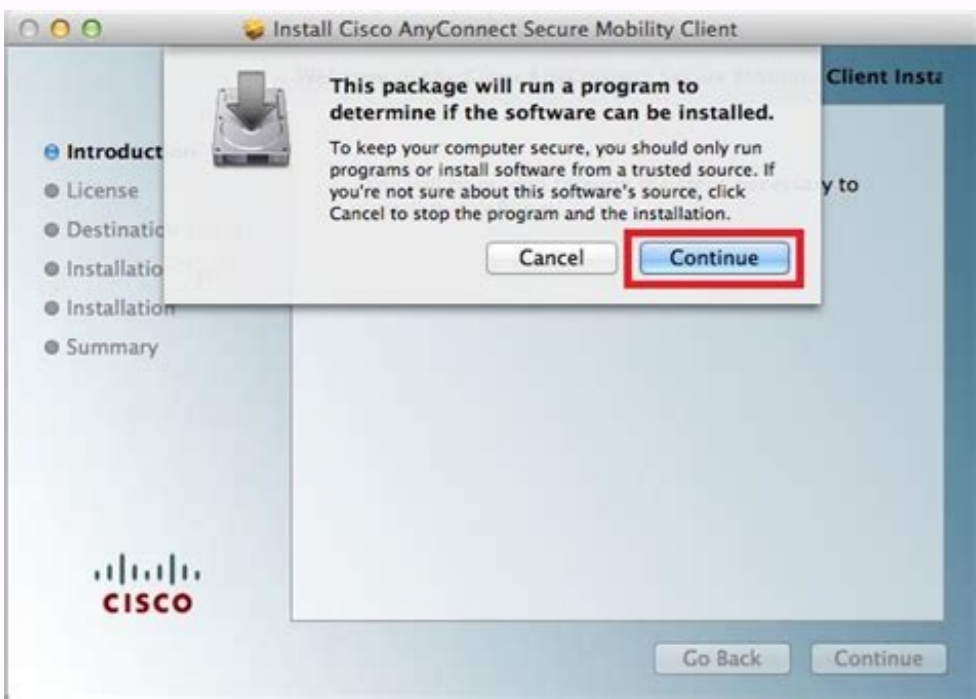 Install Cisco AnyConnect Secure Mobility Client
Client Insta
This package will run a program to
determine if the software can be installed.
To keep your computer secure, you should only run
programs or install software from a trusted source. If
you're not sure about this software's source, click
Cancel to stop the program and the installation.
Cancel
Continue
y to
Introduct
License
Destinatio
Installatio
Installation
Summary
CISCO
Go Back
Continue